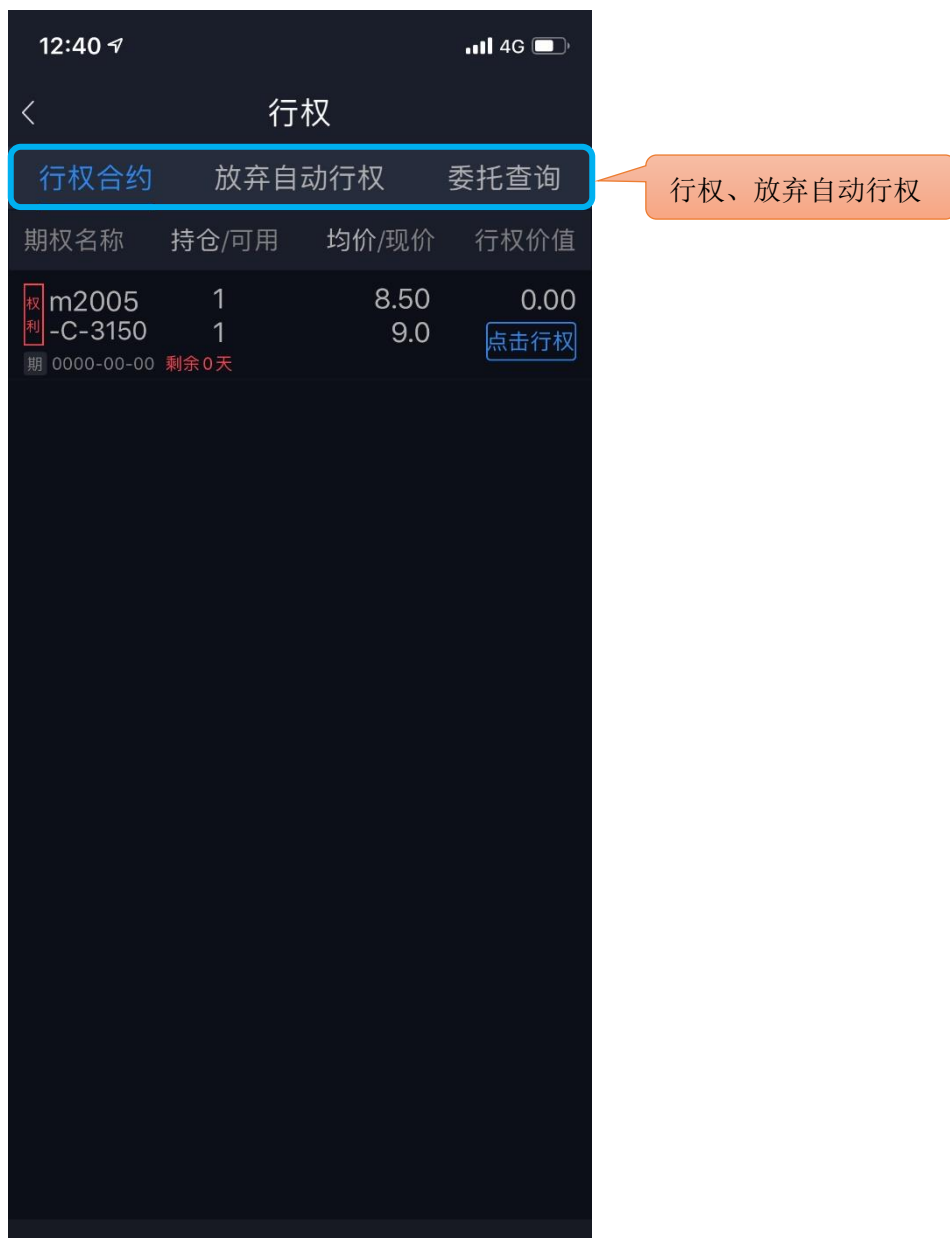 12:40
4G
行权
行权合约 放弃自动行权 委托查询
行权、放弃自动行权
期权名称 持仓/可用 均价/现价 行权价值
权利 m2005 1 8.50 0.00
-C-3150 1 9.0 点击行权
期 0000-00-00 剩余0天